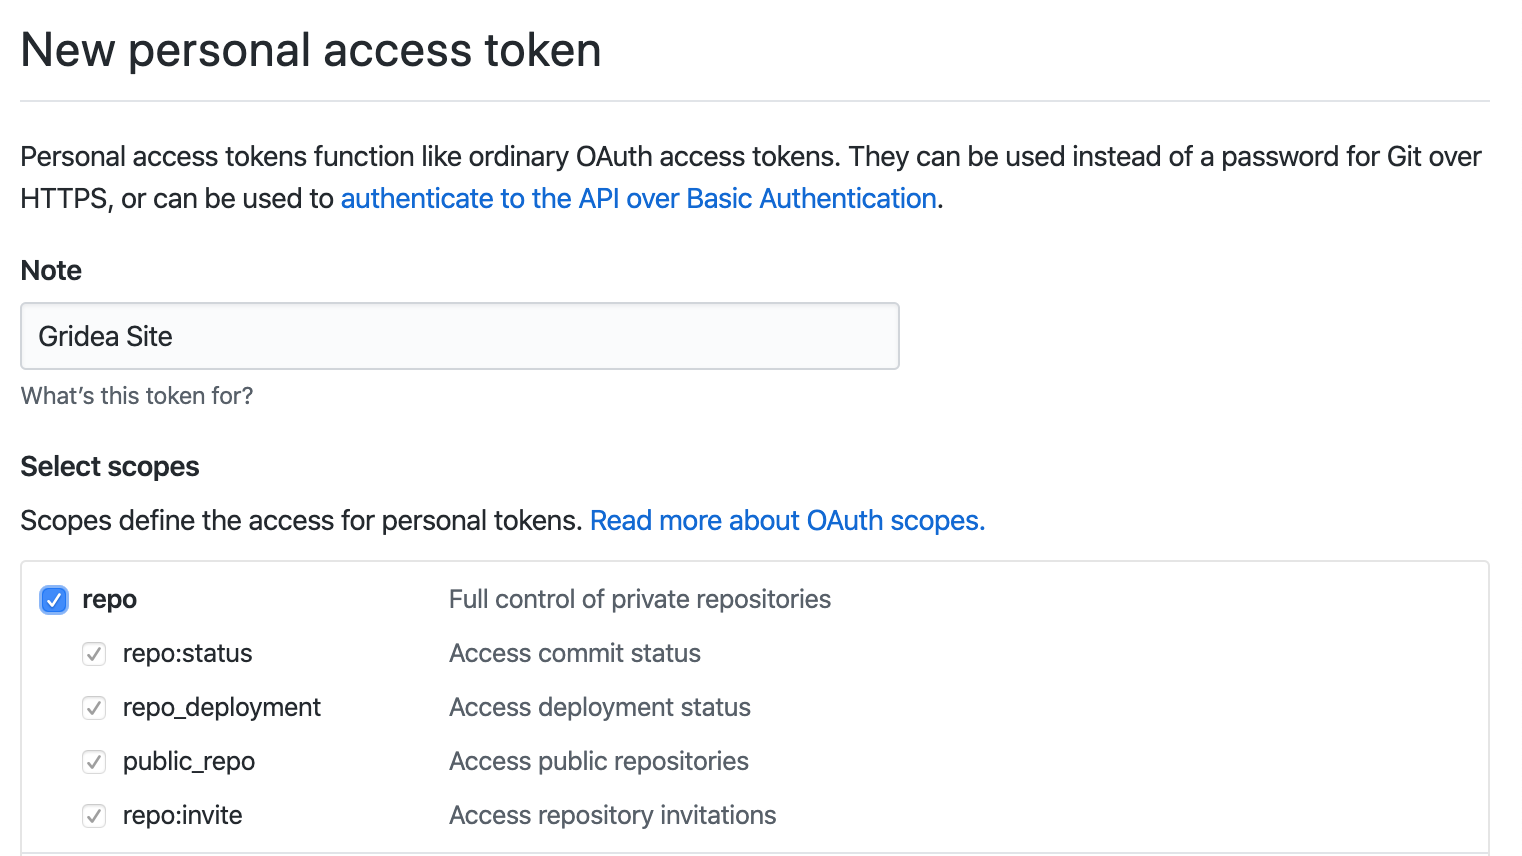 New personal access token
Personal access tokens function like ordinary OAuth access tokens. They can be used instead of a password for Git over
HTTPS, or can be used to authenticate to the API over Basic Authentication.
Note
Gridea Site
What’s this token for?
Select scopes
Scopes define the access for personal tokens. Read more about OAuth scopes.
repo Full control of private repositories
repo:status Access commit status
repo_deployment Access deployment status
public_repo Access public repositories
repo:invite Access repository invitations